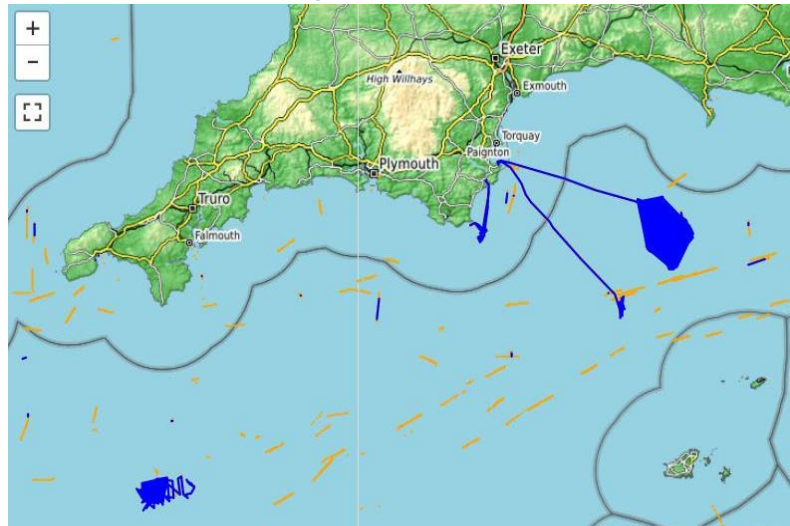 +
−
Exeter
High Willhays
Exmouth
Torquay
Paignton
Plymouth
Truro
Falmouth